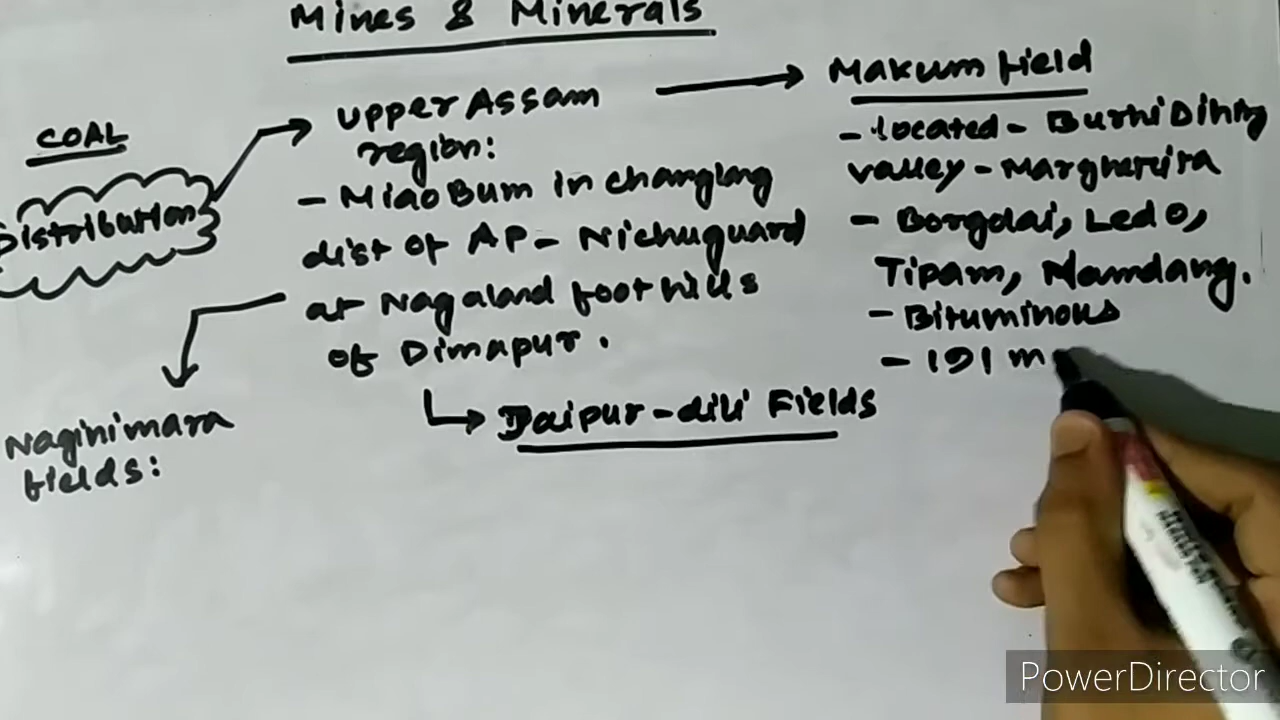 Mines & Minerals
COAL
Distribution
Upper Assam
region:
- Miao Bum in changlang
dist of AP - Nichuguard
at Nagaland foot hills
of Dimapur.
Jaipur-dili Fields
Naginimara
fields:
Makum Field
- located - Burhi Dihing
valley - Margherita
- Borgolai, Ledo,
Tipam, Namdang.
- Bituminous
- 191 m
PowerDirector